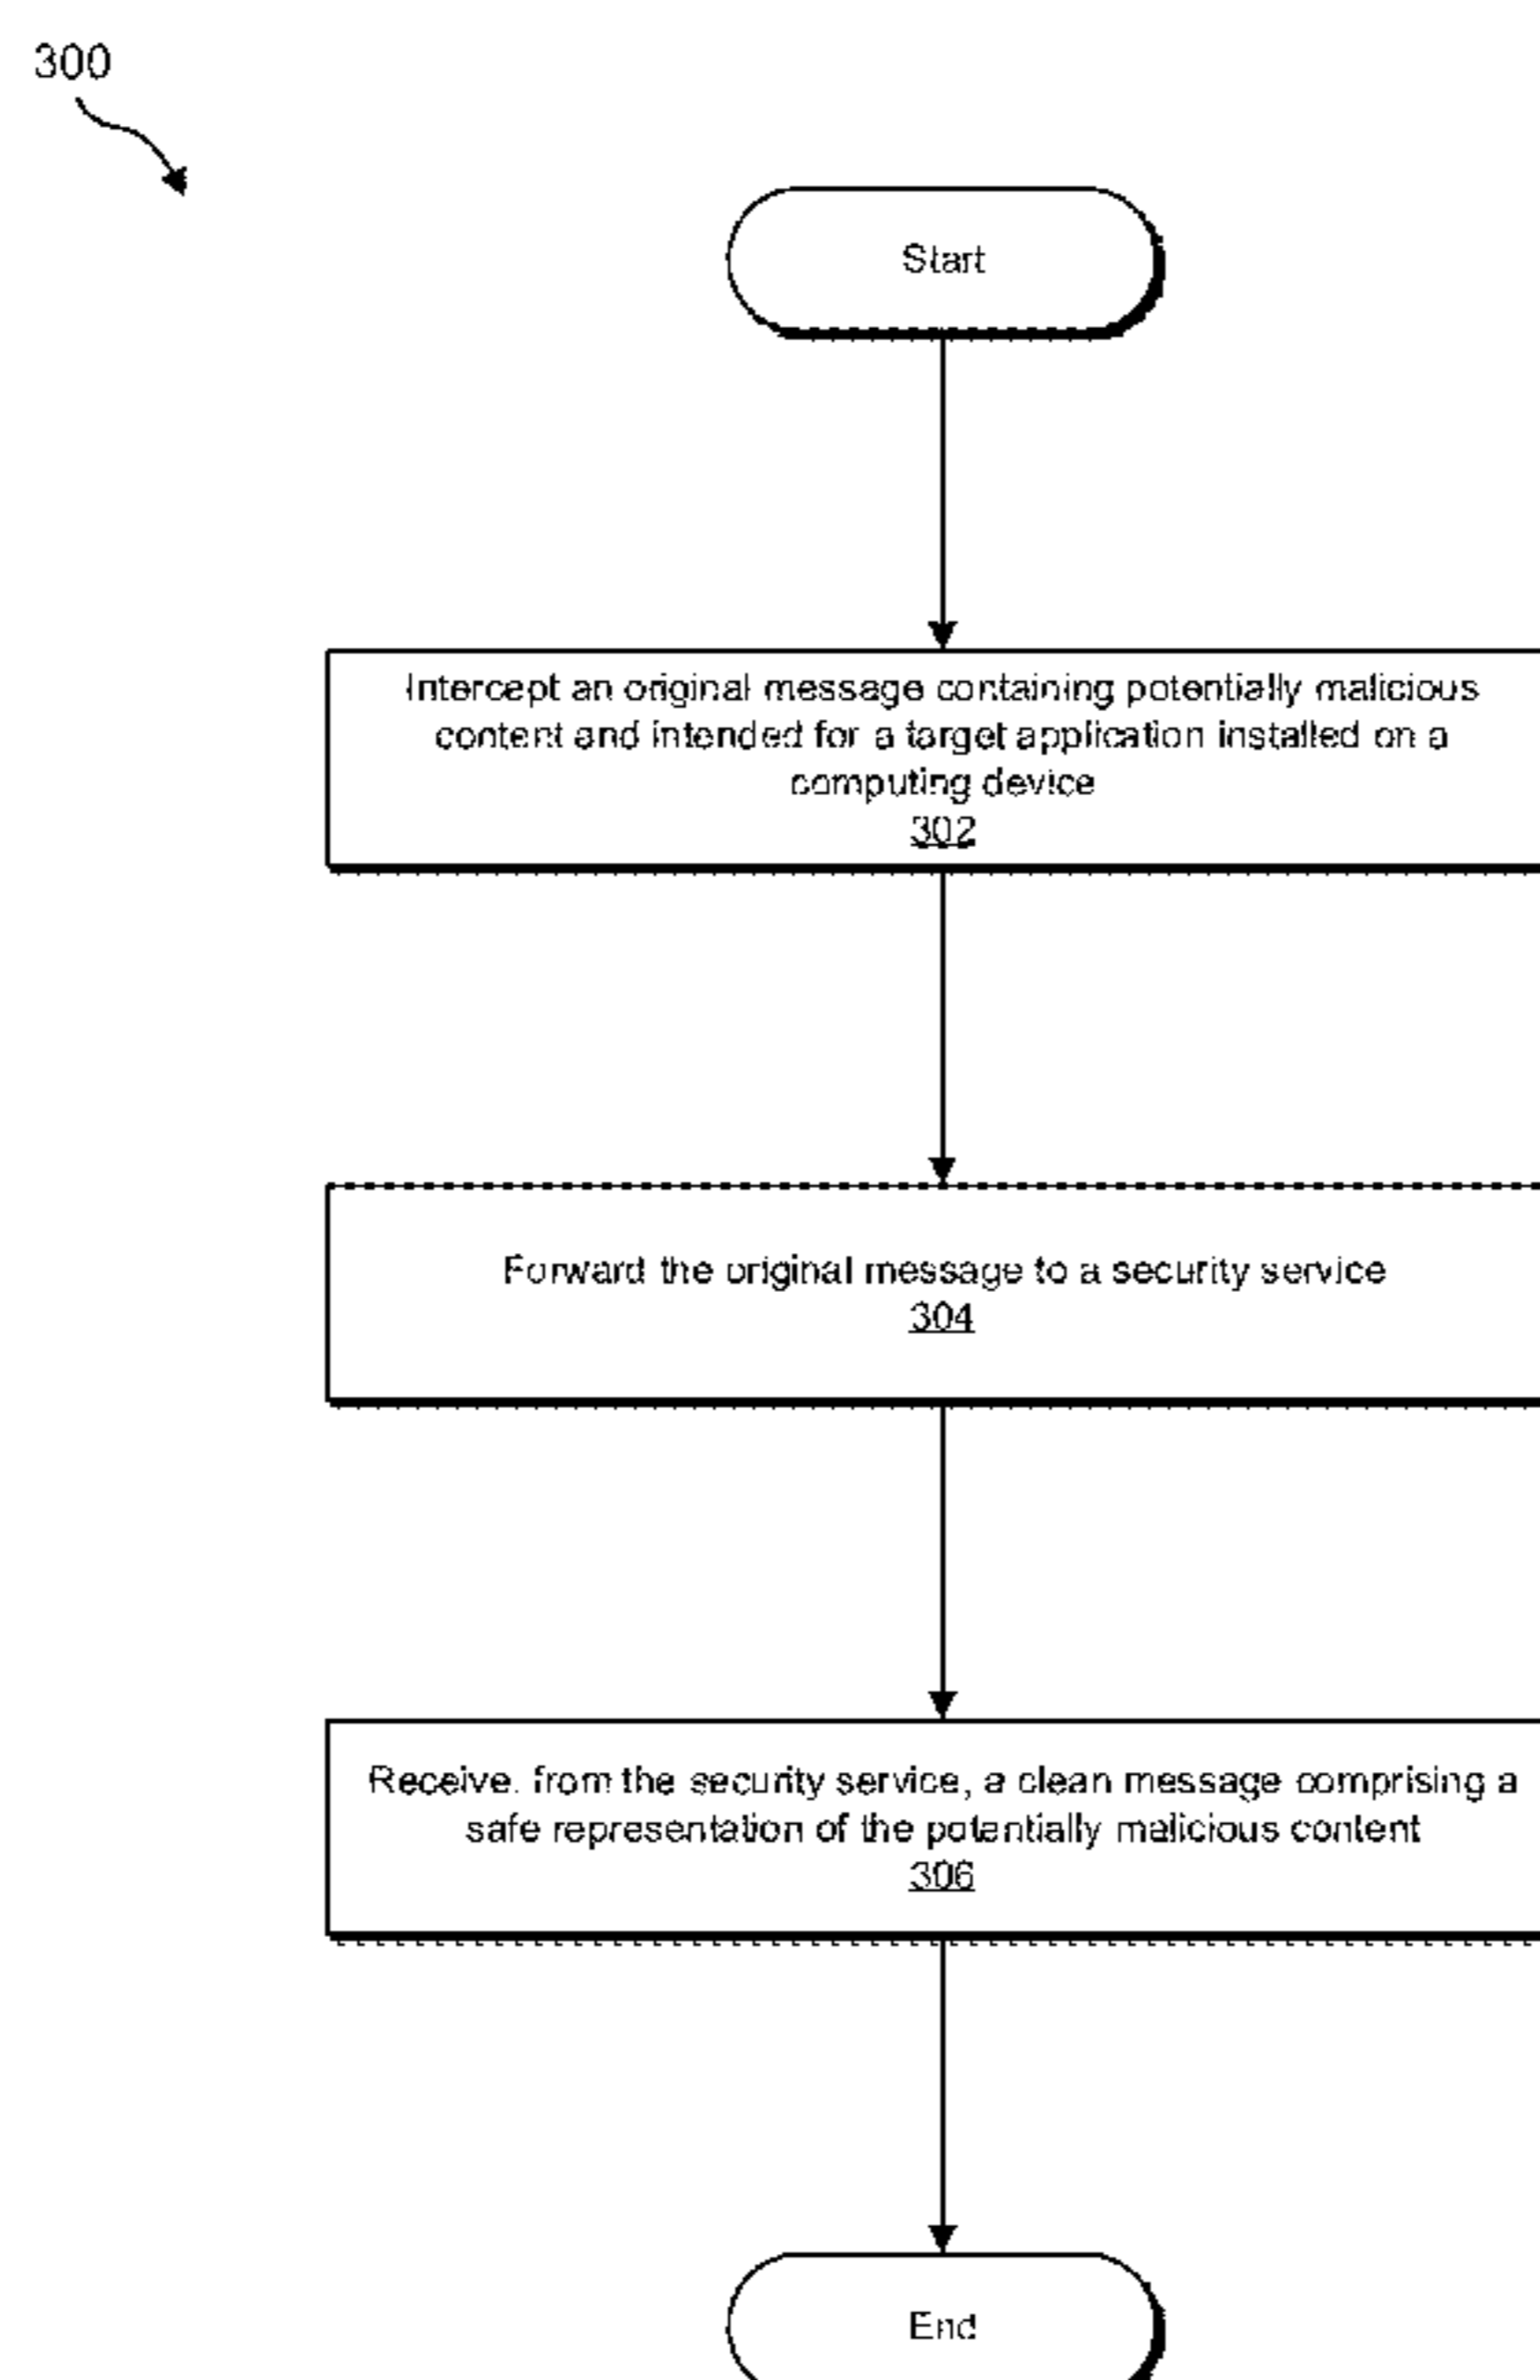 300
Start
Intercept an original message containing potentially malicious
content and intended for a target application installed on a
computing device
302
Forward the original message to a security service
304
Receive, from the security service, a clean message comprising a
safe representation of the potentially malicious content
306
End